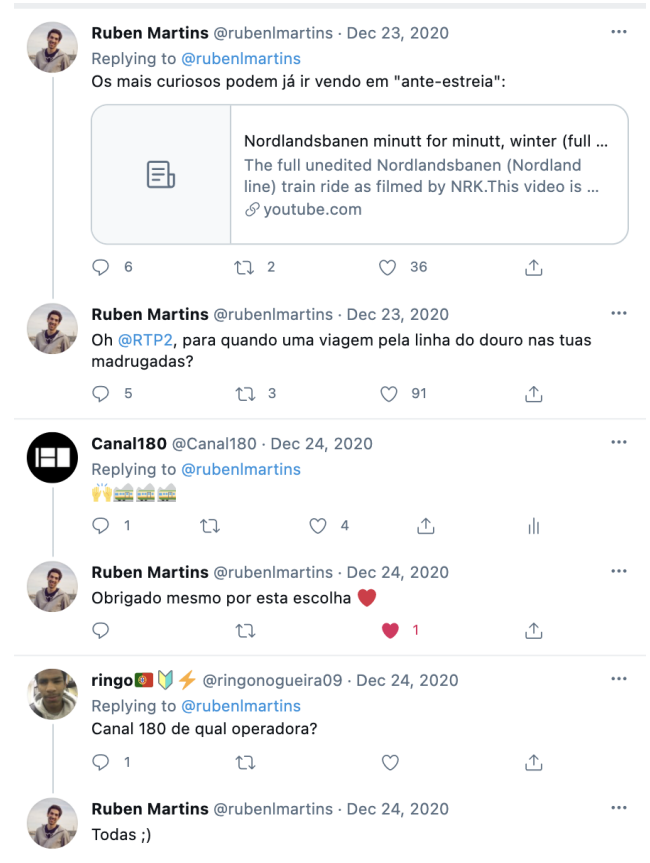 Ruben Martins @rubenlmartins · Dec 23, 2020
Replying to @rubenlmartins
Os mais curiosos podem já ir vendo em "ante-estreia":
Nordlandsbanen minutt for minutt, winter (full ...
The full unedited Nordlandsbanen (Nordland
line) train ride as filmed by NRK.This video is ...
youtube.com
6 2 36
Ruben Martins @rubenlmartins · Dec 23, 2020
Oh @RTP2, para quando uma viagem pela linha do douro nas tuas
madrugadas?
5 3 91
Canal180 @Canal180 · Dec 24, 2020
Replying to @rubenlmartins
🙌🚋🚋🚋
1 4
Ruben Martins @rubenlmartins · Dec 24, 2020
Obrigado mesmo por esta escolha ❤️
1
ringo🇵🇹🔰⚡ @ringonogueira09 · Dec 24, 2020
Replying to @rubenlmartins
Canal 180 de qual operadora?
1
Ruben Martins @rubenlmartins · Dec 24, 2020
Todas ;)